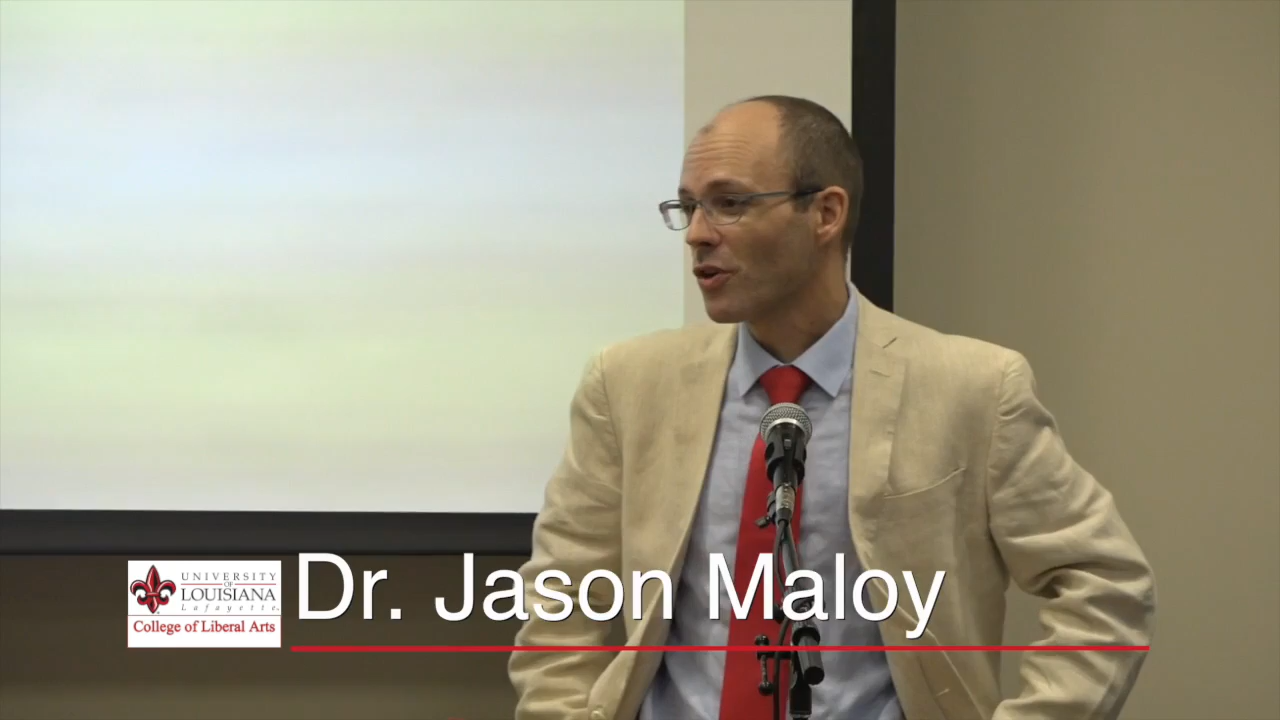 UNIVERSITY
OF
LOUISIANA
Lafayette
College of Liberal Arts
Dr. Jason Maloy